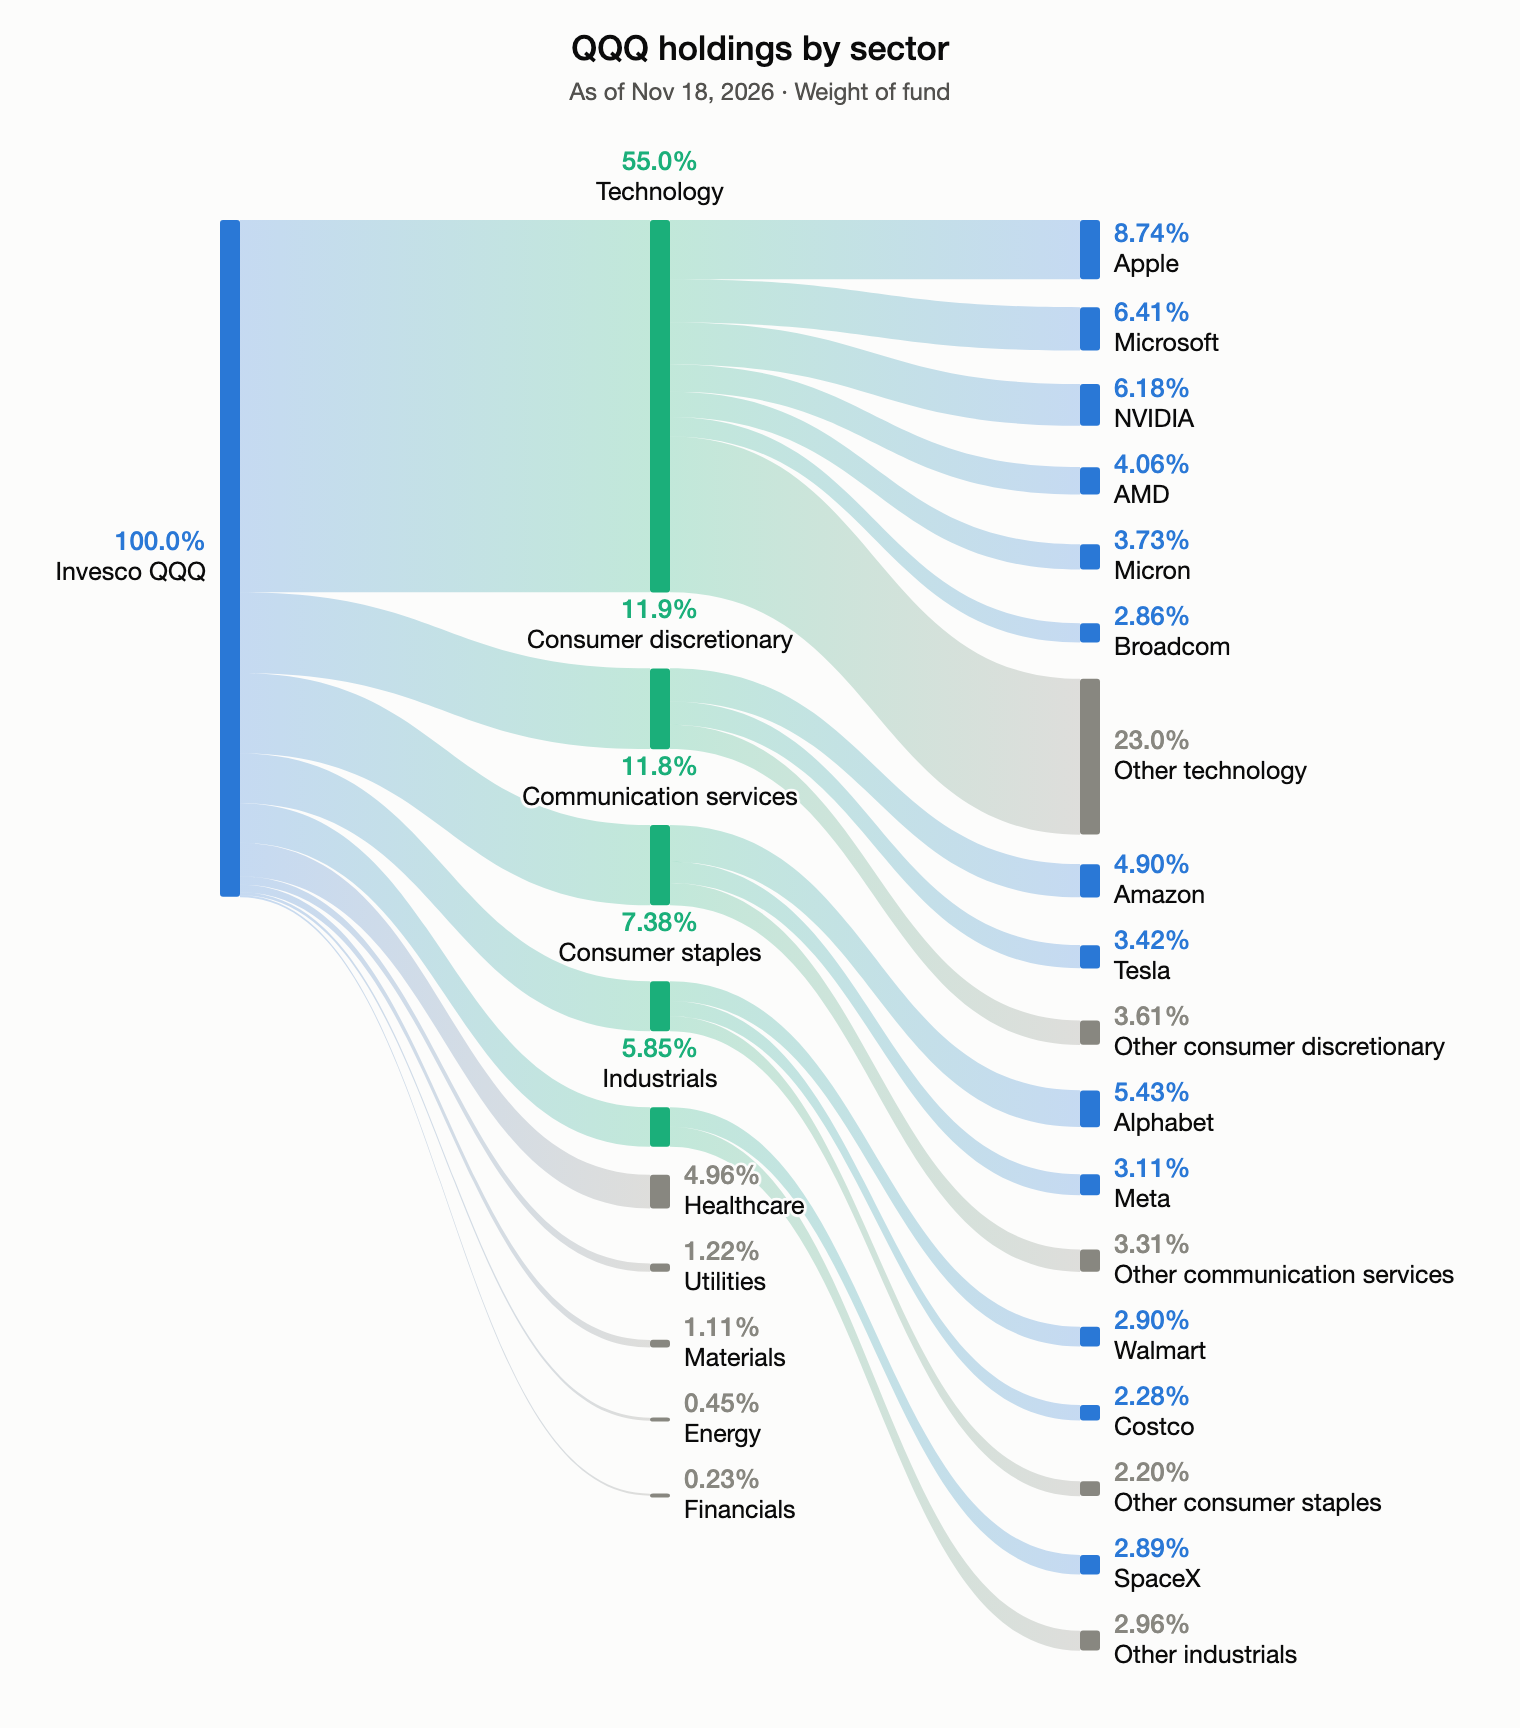 QQQ holdings by sector
As of Nov 18, 2026 · Weight of fund
100.0%
Invesco QQQ
55.0%
Technology
11.9%
Consumer discretionary
11.8%
Communication services
7.38%
Consumer staples
5.85%
Industrials
4.96%
Healthcare
1.22%
Utilities
1.11%
Materials
0.45%
Energy
0.23%
Financials
8.74%
Apple
6.41%
Microsoft
6.18%
NVIDIA
4.06%
AMD
3.73%
Micron
2.86%
Broadcom
23.0%
Other technology
4.90%
Amazon
3.42%
Tesla
3.61%
Other consumer discretionary
5.43%
Alphabet
3.11%
Meta
3.31%
Other communication services
2.90%
Walmart
2.28%
Costco
2.20%
Other consumer staples
2.89%
SpaceX
2.96%
Other industrials